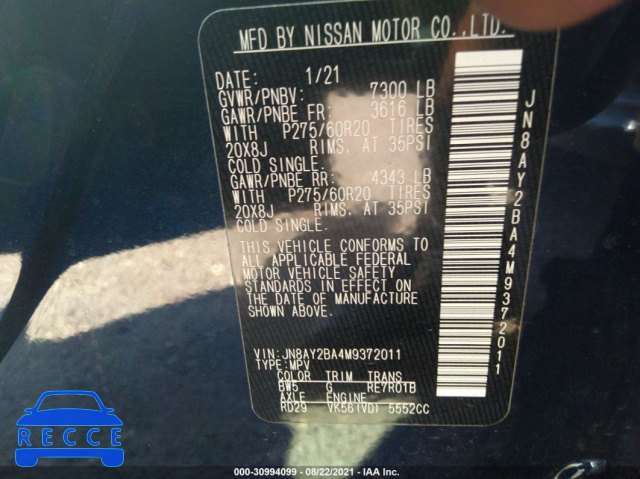 MFD BY NISSAN MOTOR CO.,LTD.
DATE: 1/21
GVWR/PNBV: 7300 LB
GAWR/PNBE FR: 3616 LB
WITH P275/60R20 TIRES
20X8J RIMS. AT 35PSI
COLD SINGLE.
GAWR/PNBE RR: 4343 LB
WITH P275/60R20 TIRES
20X8J RIMS. AT 35PSI
COLD SINGLE.
THIS VEHICLE CONFORMS TO
ALL APPLICABLE FEDERAL
MOTOR VEHICLE SAFETY
STANDARDS IN EFFECT ON
THE DATE OF MANUFACTURE
SHOWN ABOVE.
VIN:JN8AY2BA4M9372011
TYPE:MPV
COLOR TRIM TRANS
BW5 G RE7R01B
AXLE ENGINE
RD29 VK56(VD) 5552CC
JN8AY2BA4M9372011
RECCE
000-30994099 - 08/22/2021 - IAA Inc.